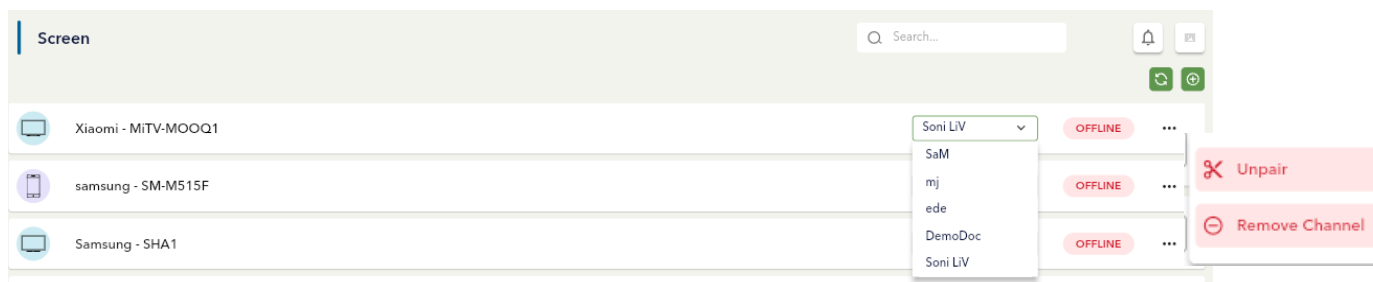 Screen
Search...
Xiaomi - MiTV-MOOQ1
Soni LiV
OFFLINE
SaM
mj
ede
DemoDoc
Soni LiV
samsung - SM-M515F
OFFLINE
Samsung - SHA1
OFFLINE
Unpair
Remove Channel